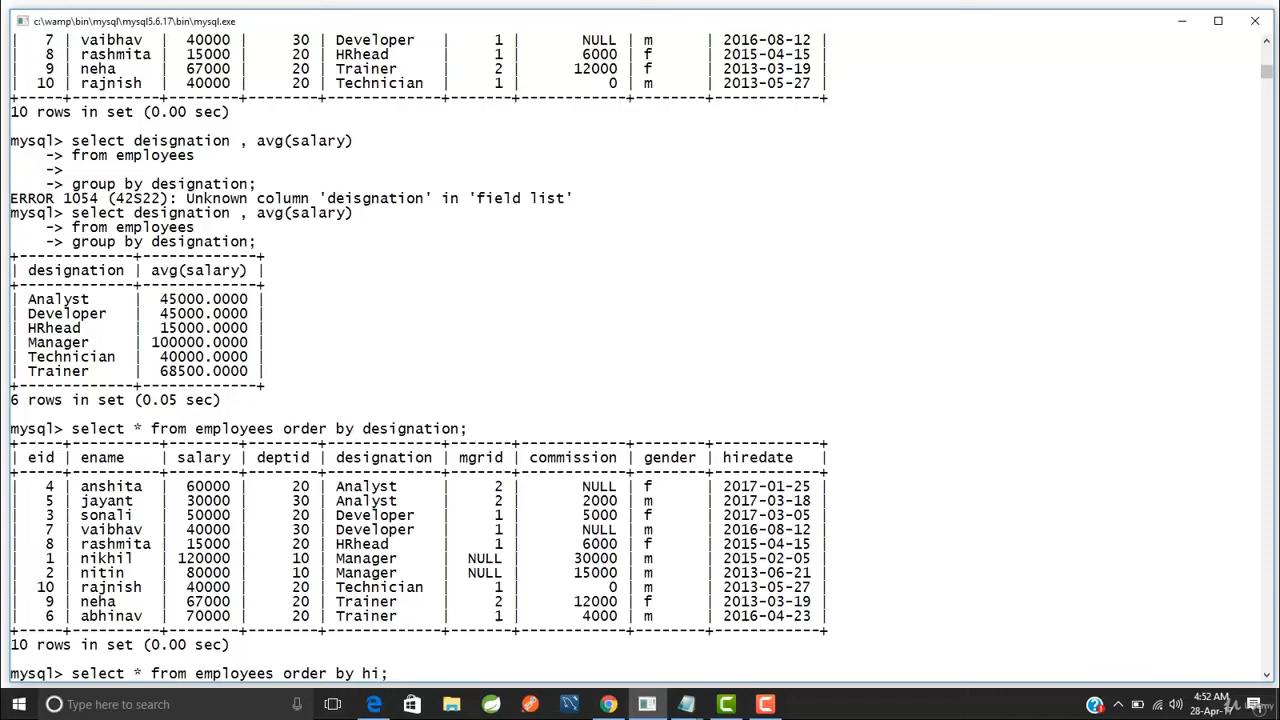 c:\wamp\bin\mysql\mysql5.6.17\bin\mysql.exe
| 7 | vaibhav | 40000 | 30 | Developer | 1 | NULL | m | 2016-08-12 |
| 8 | rashmita | 15000 | 20 | HRhead | 1 | 6000 | f | 2015-04-15 |
| 9 | neha | 67000 | 20 | Trainer | 2 | 12000 | f | 2013-03-19 |
| 10 | rajnish | 40000 | 20 | Technician | 1 | 0 | m | 2013-05-27 |
10 rows in set (0.00 sec)
mysql> select deisgnation , avg(salary)
-> from employees
->
-> group by designation;
ERROR 1054 (42S22): Unknown column 'deisgnation' in 'field list'
mysql> select designation , avg(salary)
-> from employees
-> group by designation;
| designation | avg(salary) |
| Analyst | 45000.0000 |
| Developer | 45000.0000 |
| HRhead | 15000.0000 |
| Manager | 100000.0000 |
| Technician | 40000.0000 |
| Trainer | 68500.0000 |
6 rows in set (0.05 sec)
mysql> select * from employees order by designation;
| eid | ename | salary | deptid | designation | mgrid | commission | gender | hiredate |
| 4 | anshita | 60000 | 20 | Analyst | 2 | NULL | f | 2017-01-25 |
| 5 | jayant | 30000 | 30 | Analyst | 2 | 2000 | m | 2017-03-18 |
| 3 | sonali | 50000 | 20 | Developer | 1 | 5000 | f | 2017-03-05 |
| 7 | vaibhav | 40000 | 30 | Developer | 1 | NULL | m | 2016-08-12 |
| 8 | rashmita | 15000 | 20 | HRhead | 1 | 6000 | f | 2015-04-15 |
| 1 | nikhil | 120000 | 10 | Manager | NULL | 30000 | m | 2015-02-05 |
| 2 | nitin | 80000 | 10 | Manager | NULL | 15000 | m | 2013-06-21 |
| 10 | rajnish | 40000 | 20 | Technician | 1 | 0 | m | 2013-05-27 |
| 9 | neha | 67000 | 20 | Trainer | 2 | 12000 | f | 2013-03-19 |
| 6 | abhinav | 70000 | 20 | Trainer | 1 | 4000 | m | 2016-04-23 |
10 rows in set (0.00 sec)
mysql> select * from employees order by hi;
Type here to search
4:52 AM
28-Apr-17